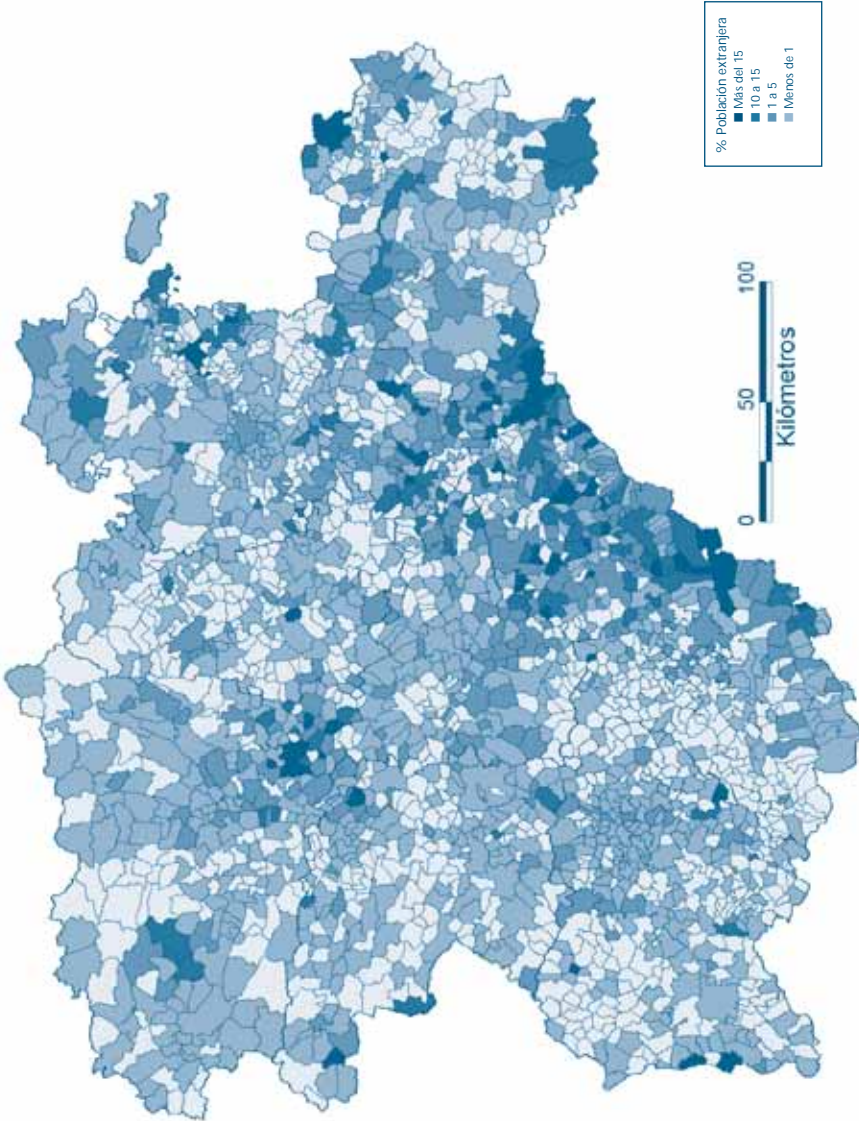 % Población extranjera
Más del 15
10 a 15
1 a 5
Menos de 1
0 50 100
Kilómetros